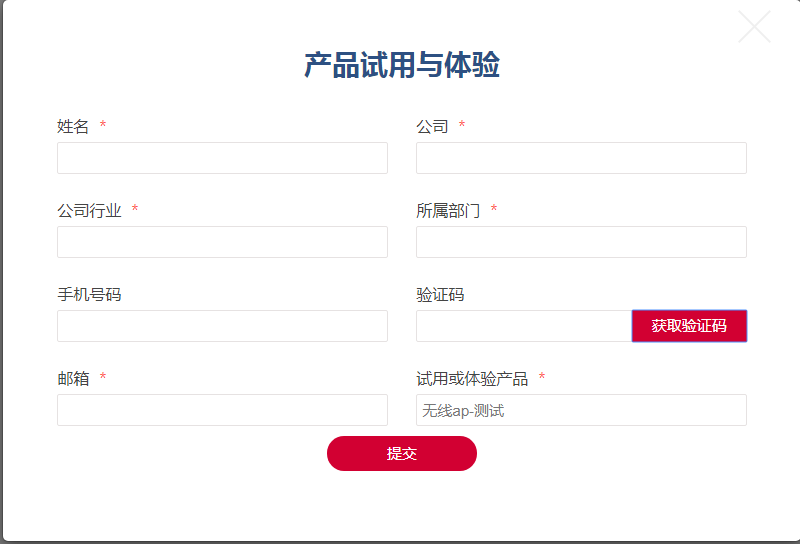 产品试用与体验
姓名 * 公司 *
公司行业 * 所属部门 *
手机号码 验证码
获取验证码
邮箱 * 试用或体验产品 *
无线ap-测试
提交